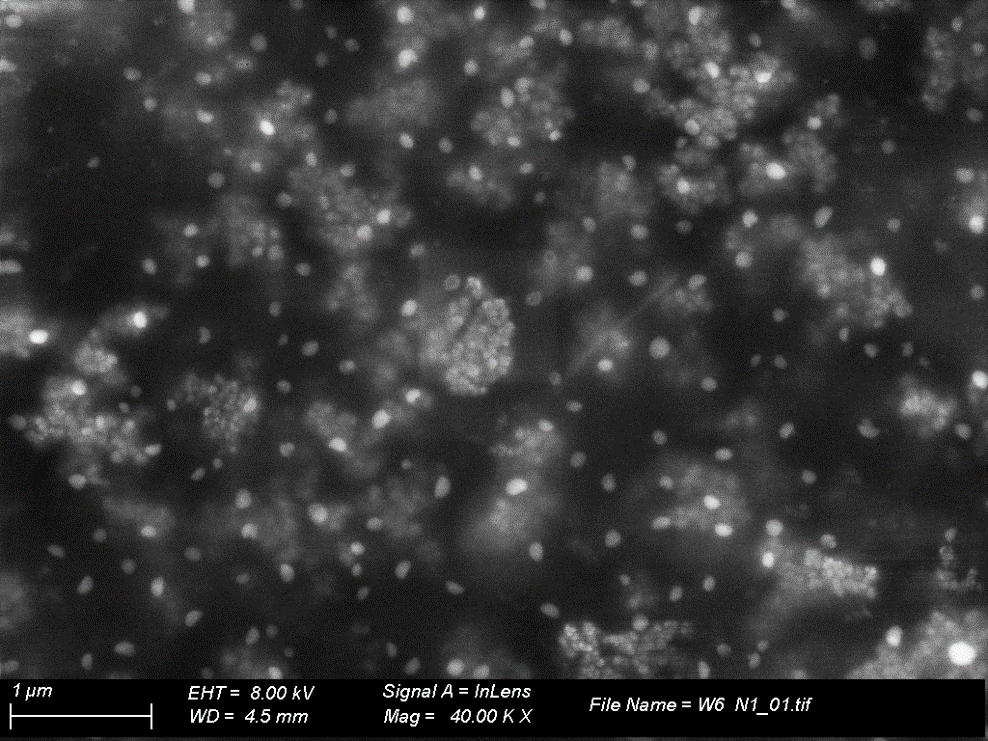 1 µm
EHT = 8.00 kV
WD = 4.5 mm
Signal A = InLens
Mag = 40.00 K X
File Name = W6 N1_01.tif